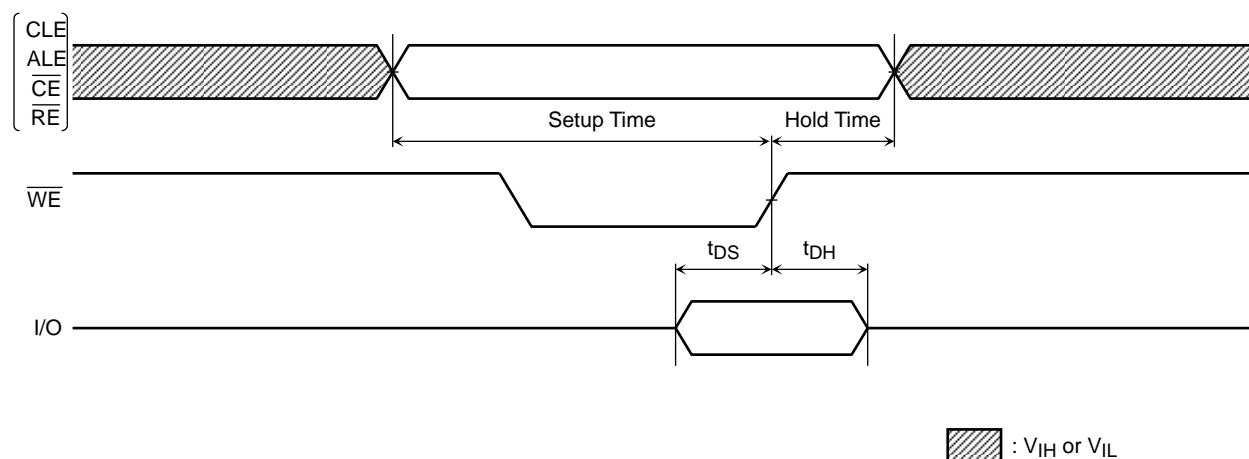 CLE
ALE
CE
RE
Setup Time
Hold Time
WE
tDS
tDH
I/O
: VIH or VIL